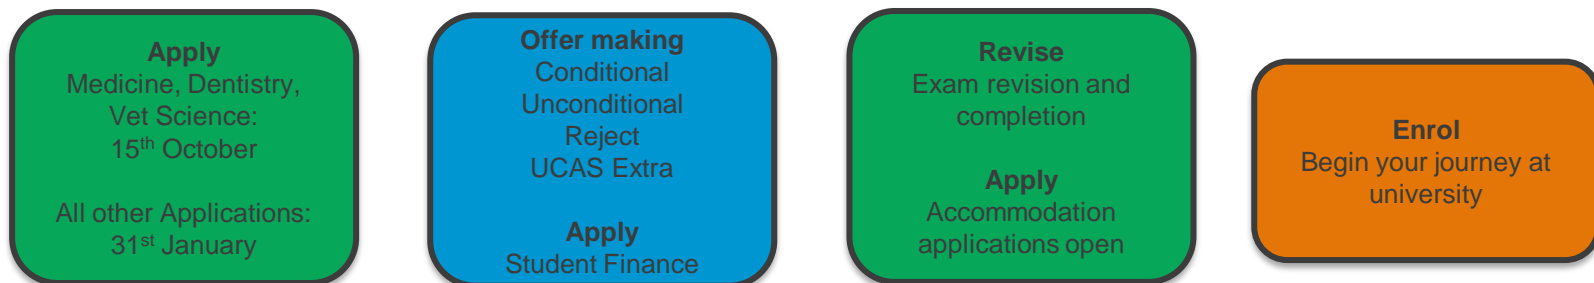 Apply
Medicine, Dentistry,
Vet Science:
15th October
All other Applications:
31st January
Offer making
Conditional
Unconditional
Reject
UCAS Extra
Apply
Student Finance
Revise
Exam revision and
completion
Apply
Accommodation
applications open
Enrol
Begin your journey at
university